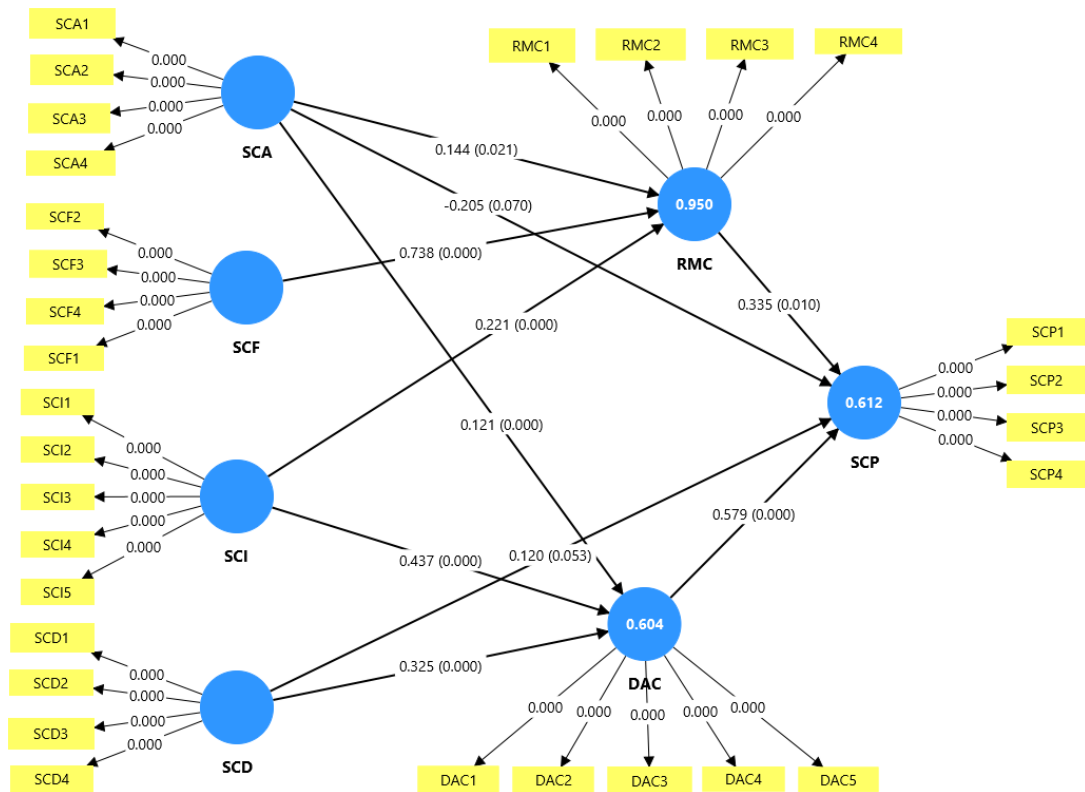 SCA1
0.000
SCA2
0.000
SCA3
0.000
SCA4
0.000
SCA
RMC1
RMC2
RMC3
RMC4
0.000
0.000
0.000
0.000
0.950
RMC
0.144 (0.021)
-0.205 (0.070)
0.738 (0.000)
0.221 (0.000)
0.335 (0.010)
0.121 (0.000)
SCF2
0.000
SCF3
0.000
SCF4
0.000
SCF1
0.000
SCF
SCP1
0.000
SCP2
0.000
SCP3
0.000
SCP4
0.000
0.612
SCP
SCI1
0.000
SCI2
0.000
SCI3
0.000
SCI4
0.000
SCI5
0.000
SCI
0.579 (0.000)
0.437 (0.000)
0.120 (0.053)
0.325 (0.000)
SCD1
0.000
SCD2
0.000
SCD3
0.000
SCD4
0.000
SCD
0.604
DAC
0.000
0.000
0.000
0.000
0.000
DAC1
DAC2
DAC3
DAC4
DAC5